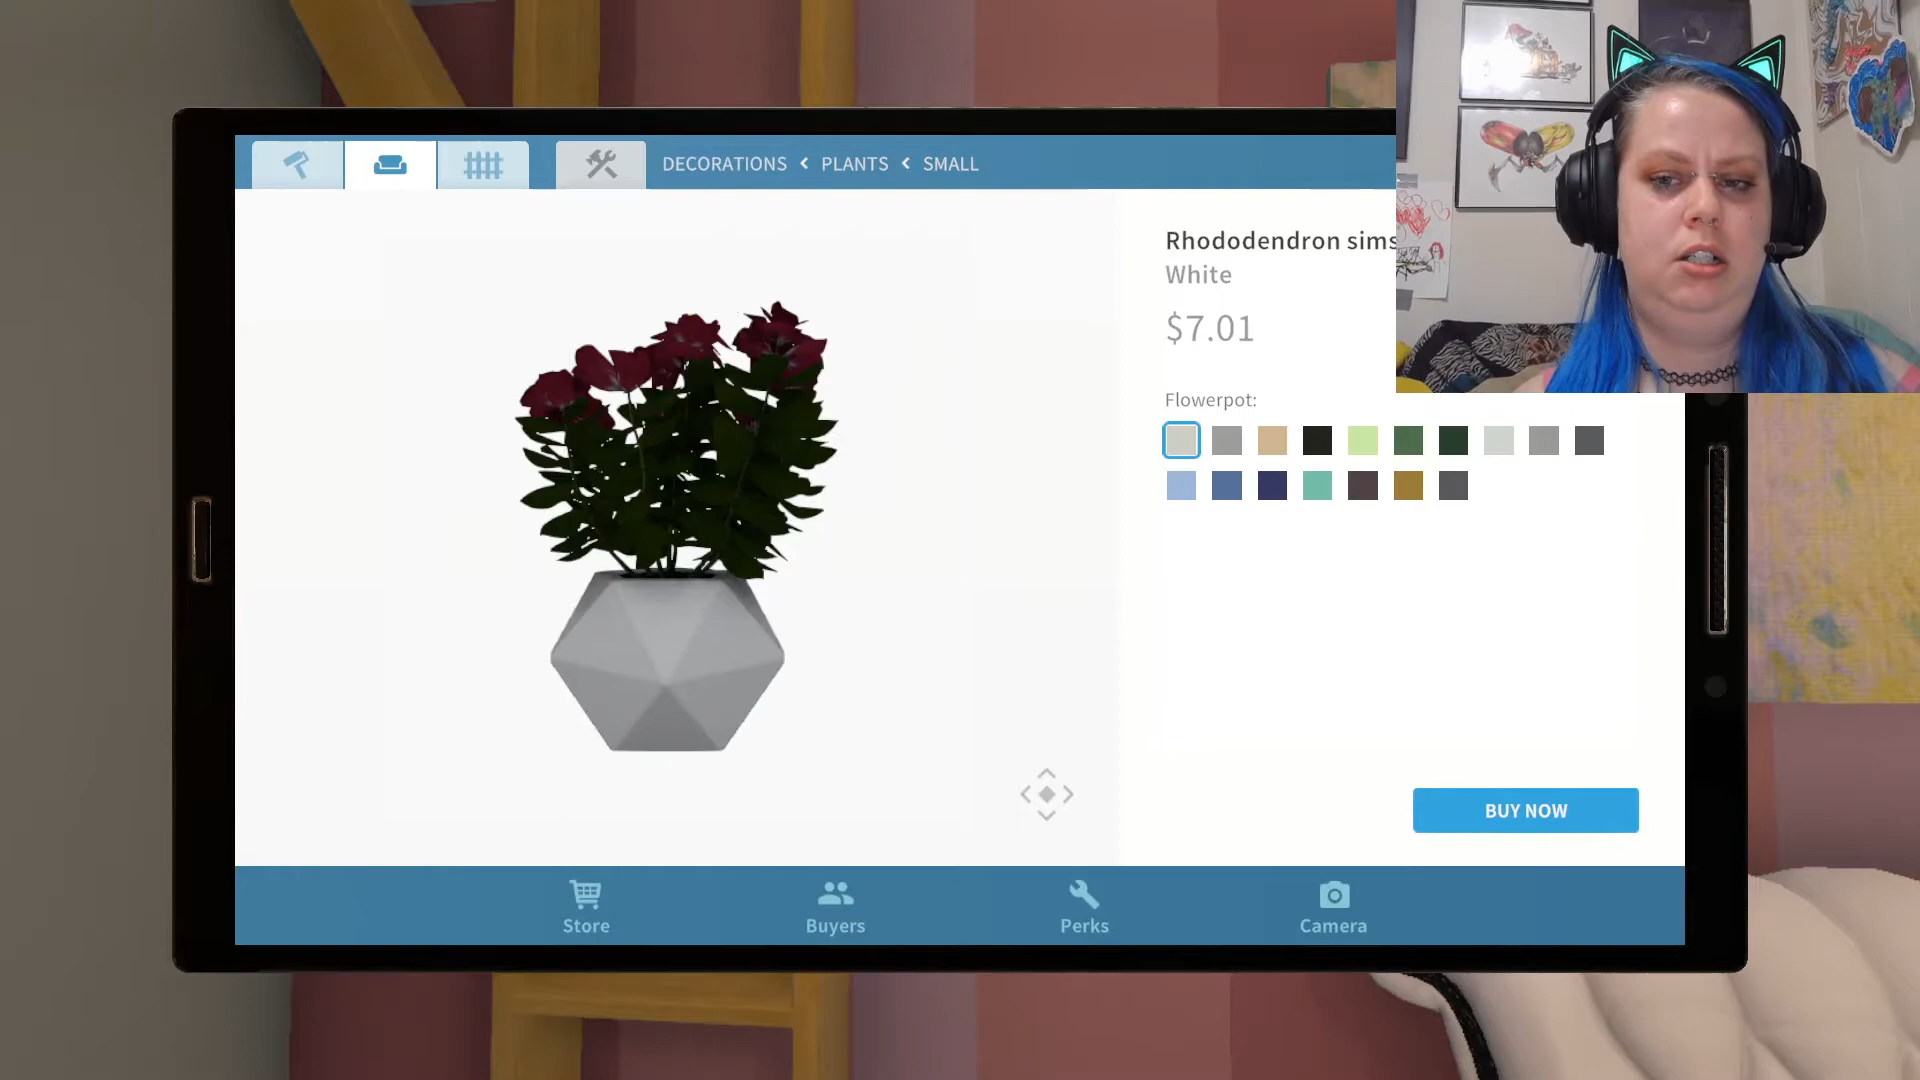 DECORATIONS < PLANTS < SMALL
Rhododendron sims
White
$7.01
Flowerpot:
BUY NOW
Store
Buyers
Perks
Camera